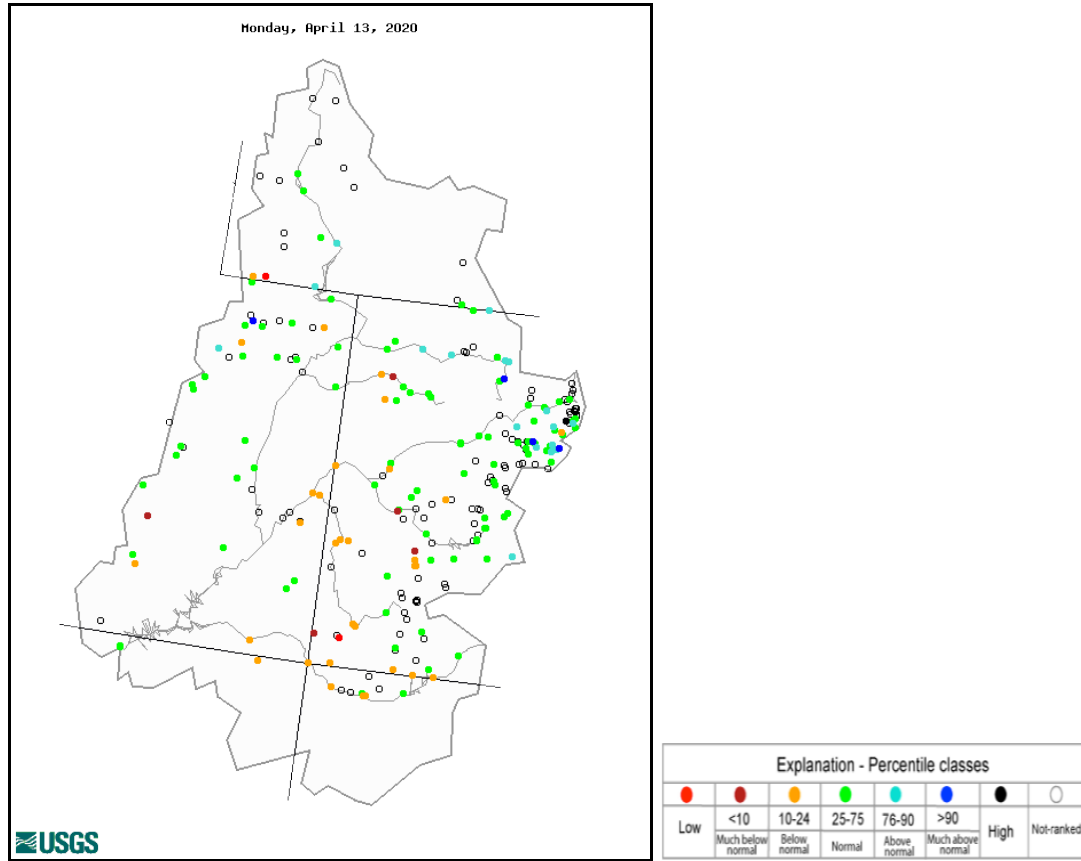 Monday, April 13, 2020
USGS
Explanation - Percentile classes
Low <10 10-24 25-75 76-90 >90 High Not-ranked
Much below normal Below normal Normal Above normal Much above normal